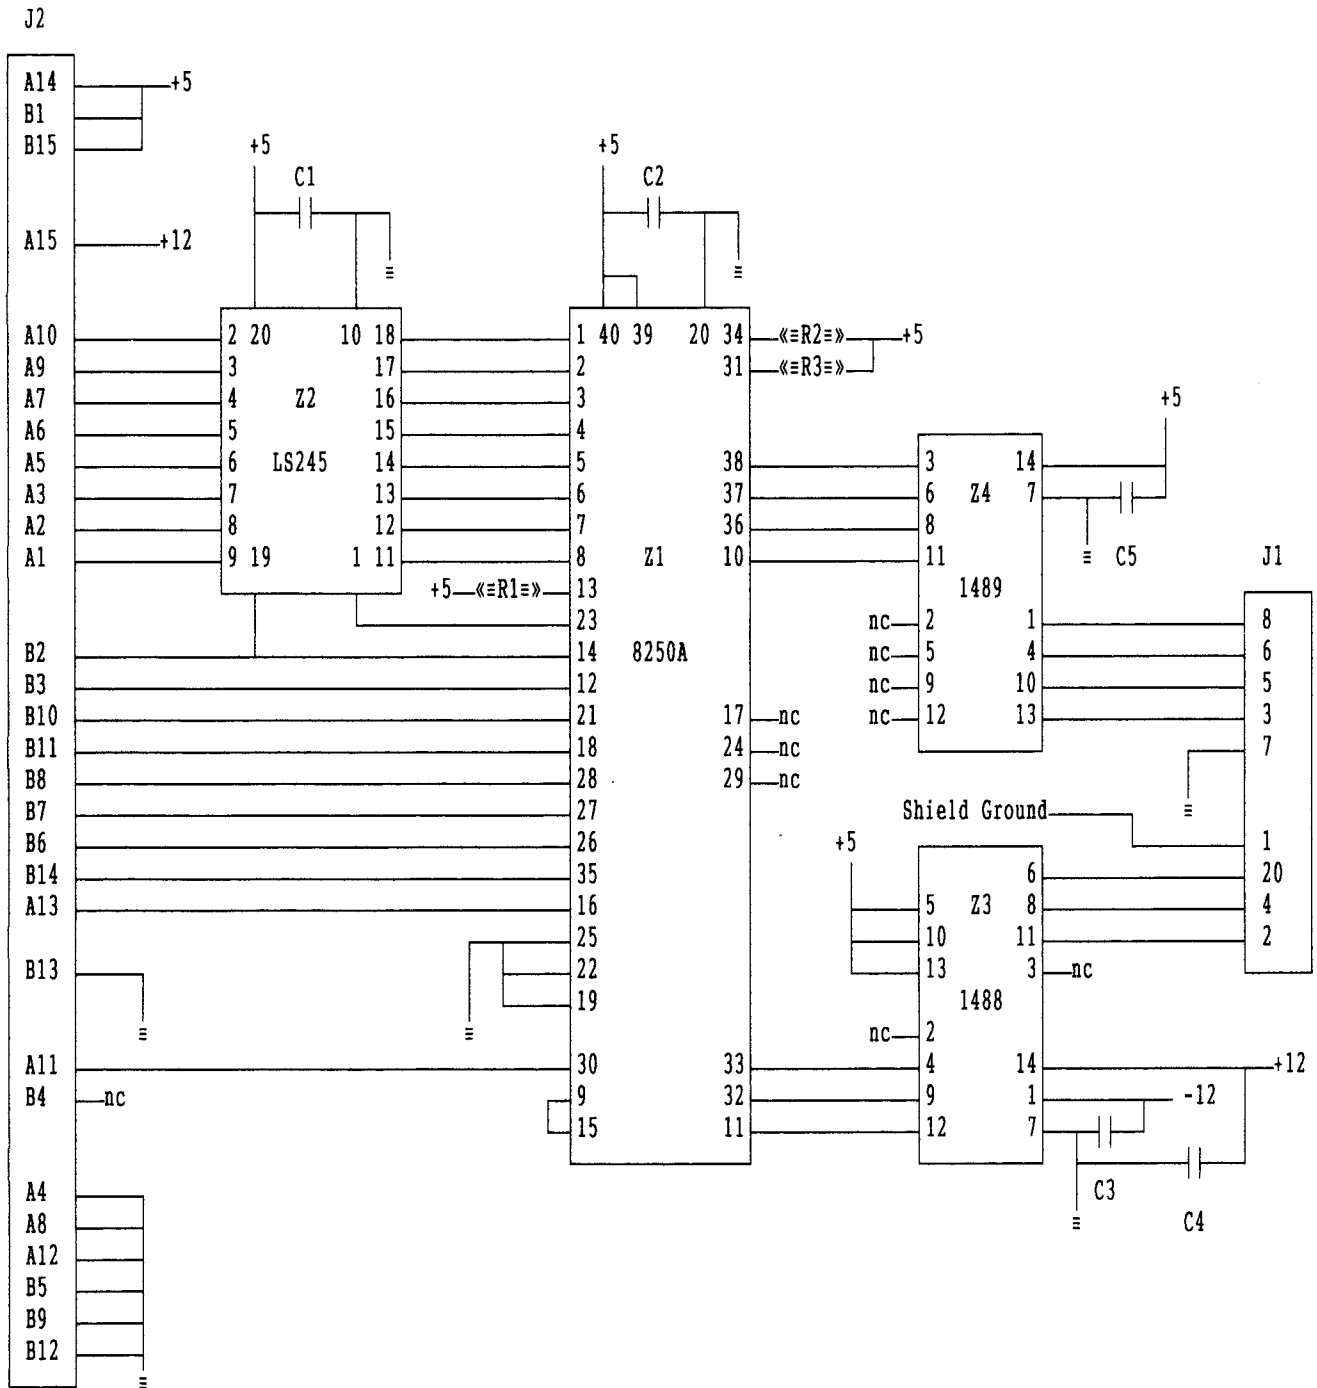 J2
A14 +5
B1
B15
+5 +5
C1 C2
A15 +12
A10 2 20 10 18 1 40 39 20 34 «≡R2≡» +5
A9 3 17 2 31 «≡R3≡»
A7 4 Z2 16 3 +5
A6 5 15 4
A5 6 LS245 14 5 38 3 14
A3 7 13 6 37 6 Z4 7
A2 8 12 7 36 8
A1 9 19 1 11 8 Z1 10 11 C5 J1
+5 «≡R1≡» 13 1489
23 nc 2 1 8
B2 14 8250A nc 5 4 6
B3 12 nc 9 10 5
B10 21 17 nc nc 12 13 3
B11 18 24 nc 7
B8 28 29 nc
B7 27 Shield Ground
B6 26 +5 1
B14 35 6 20
A13 16 5 Z3 8 4
25 10 11 2
B13 22 13 3 nc
19 1488
nc 2
A11 30 33 4 14 +12
B4 nc 9 32 9 1 -12
15 11 12 7
A4 C3
A8 C4
A12
B5
B9
B12